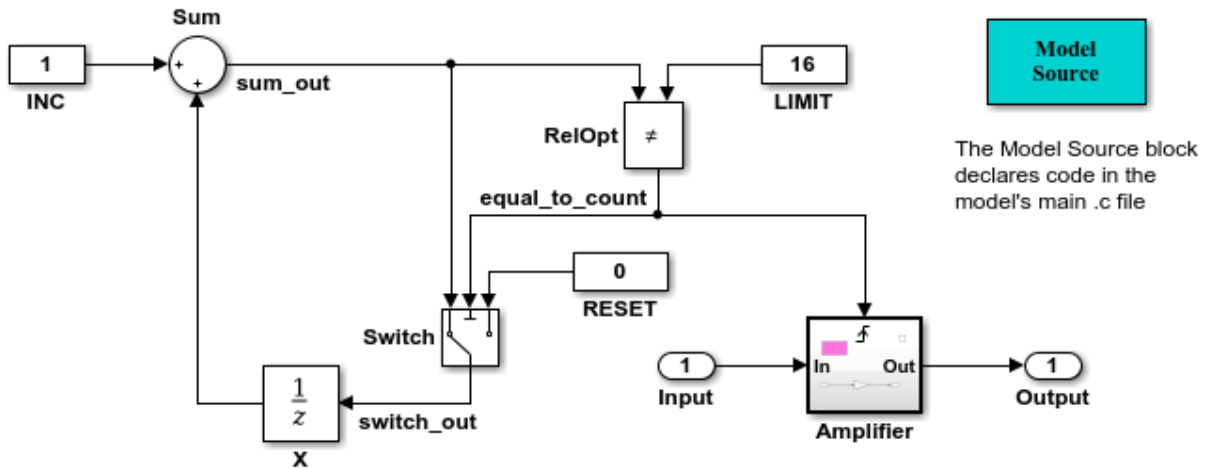 Sum
1
INC
+
+
sum_out
16
LIMIT
Model
Source
RelOpt
≠
The Model Source block
declares code in the
model's main .c file
equal_to_count
0
RESET
Switch
1
z
X
switch_out
1
Input
In
Out
Amplifier
1
Output